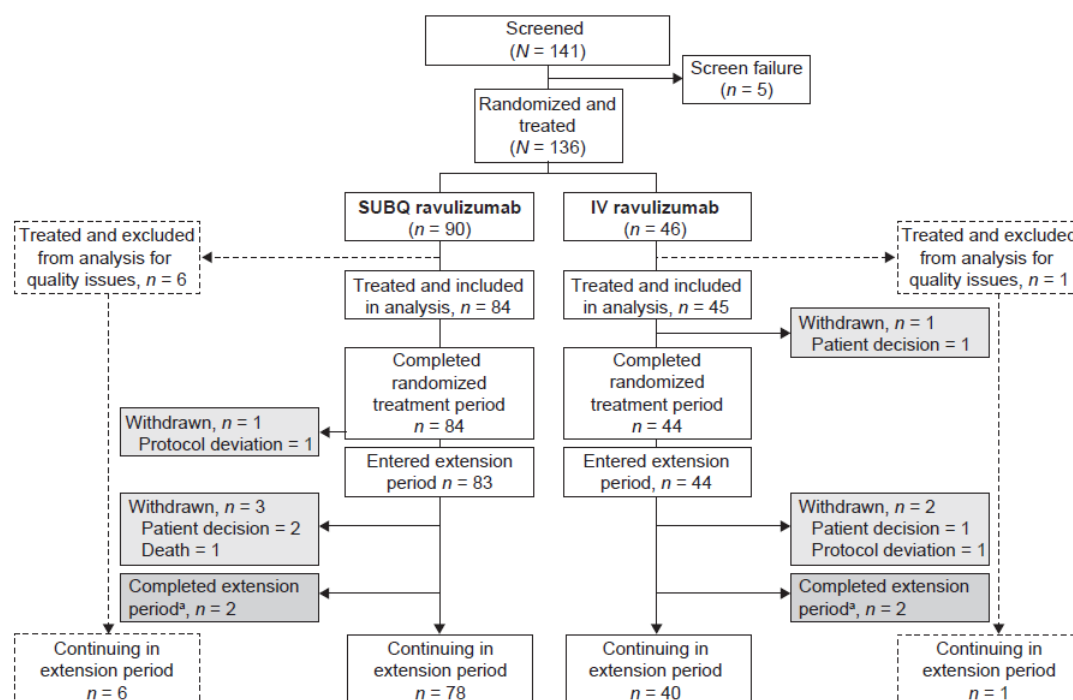 Screened
(N = 141)
Screen failure
(n = 5)
Randomized and
treated
(N = 136)
SUBQ ravulizumab
(n = 90)
IV ravulizumab
(n = 46)
Treated and excluded
from analysis for
quality issues, n = 6
Treated and excluded
from analysis for
quality issues, n = 1
Treated and included
in analysis, n = 84
Treated and included
in analysis, n = 45
Withdrawn, n = 1
Patient decision = 1
Completed
randomized
treatment period
n = 84
Completed
randomized
treatment period
n = 44
Withdrawn, n = 1
Protocol deviation = 1
Entered extension
period n = 83
Entered extension
period, n = 44
Withdrawn, n = 3
Patient decision = 2
Death = 1
Withdrawn, n = 2
Patient decision = 1
Protocol deviation = 1
Completed extension
periodᵃ, n = 2
Completed extension
periodᵃ, n = 2
Continuing in
extension period
n = 6
Continuing in
extension period
n = 78
Continuing in
extension period
n = 40
Continuing in
extension period
n = 1